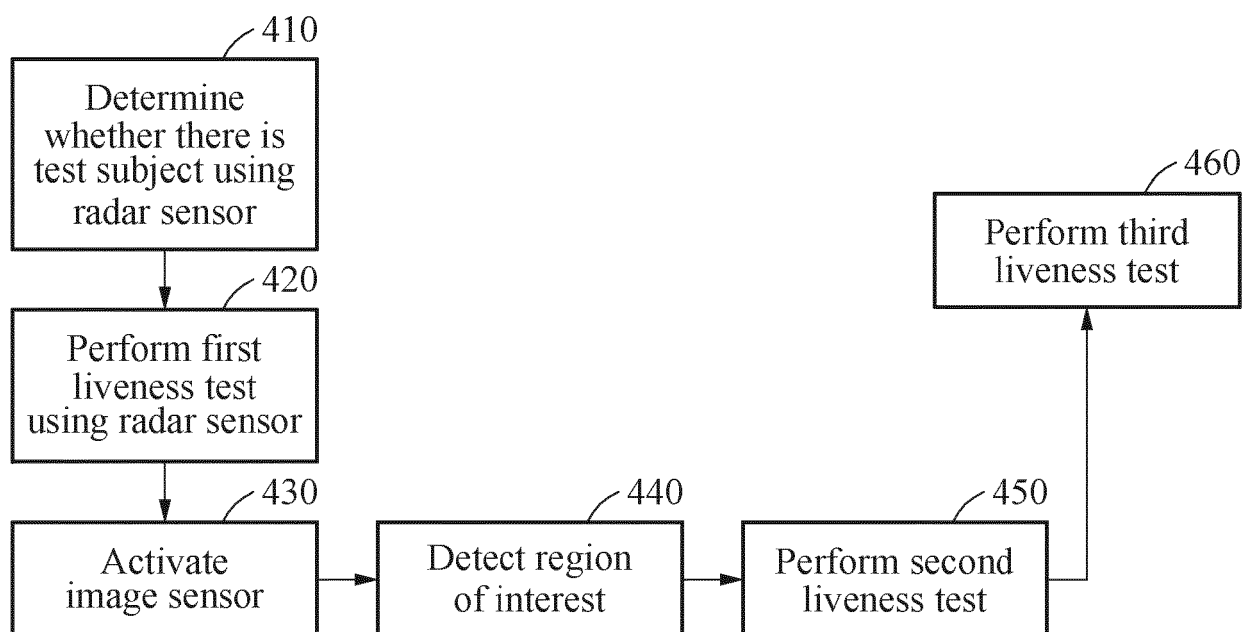 410
Determine
whether there is
test subject using
radar sensor
420
Perform first
liveness test
using radar sensor
430
Activate
image sensor
440
Detect region
of interest
450
Perform second
liveness test
460
Perform third
liveness test